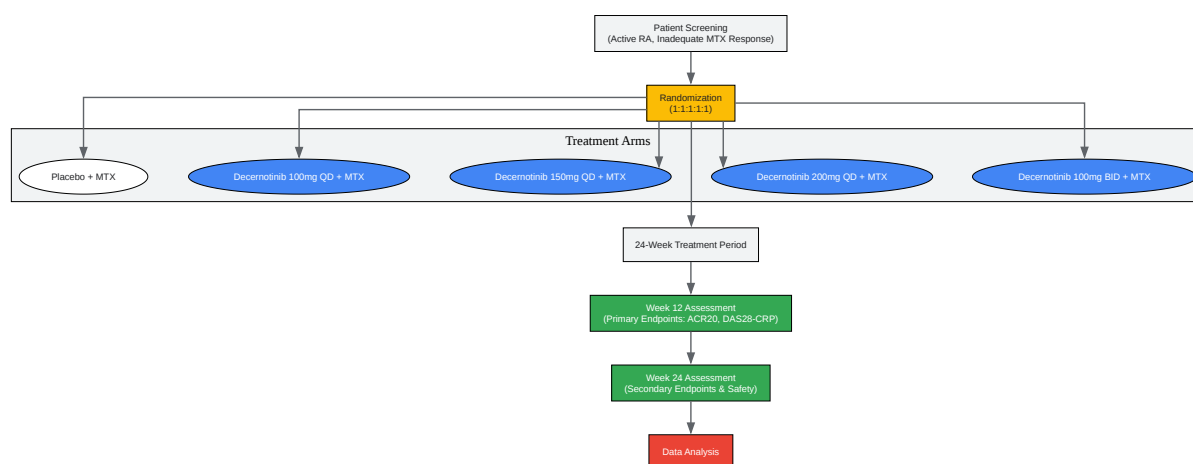 Patient Screening
(Active RA, Inadequate MTX Response)
Randomization
(1:1:1:1:1)
Treatment Arms
Placebo + MTX
Decernotinib 100mg QD + MTX
Decernotinib 150mg QD + MTX
Decernotinib 200mg QD + MTX
Decernotinib 100mg BID + MTX
24-Week Treatment Period
Week 12 Assessment
(Primary Endpoints: ACR20, DAS28-CRP)
Week 24 Assessment
(Secondary Endpoints & Safety)
Data Analysis